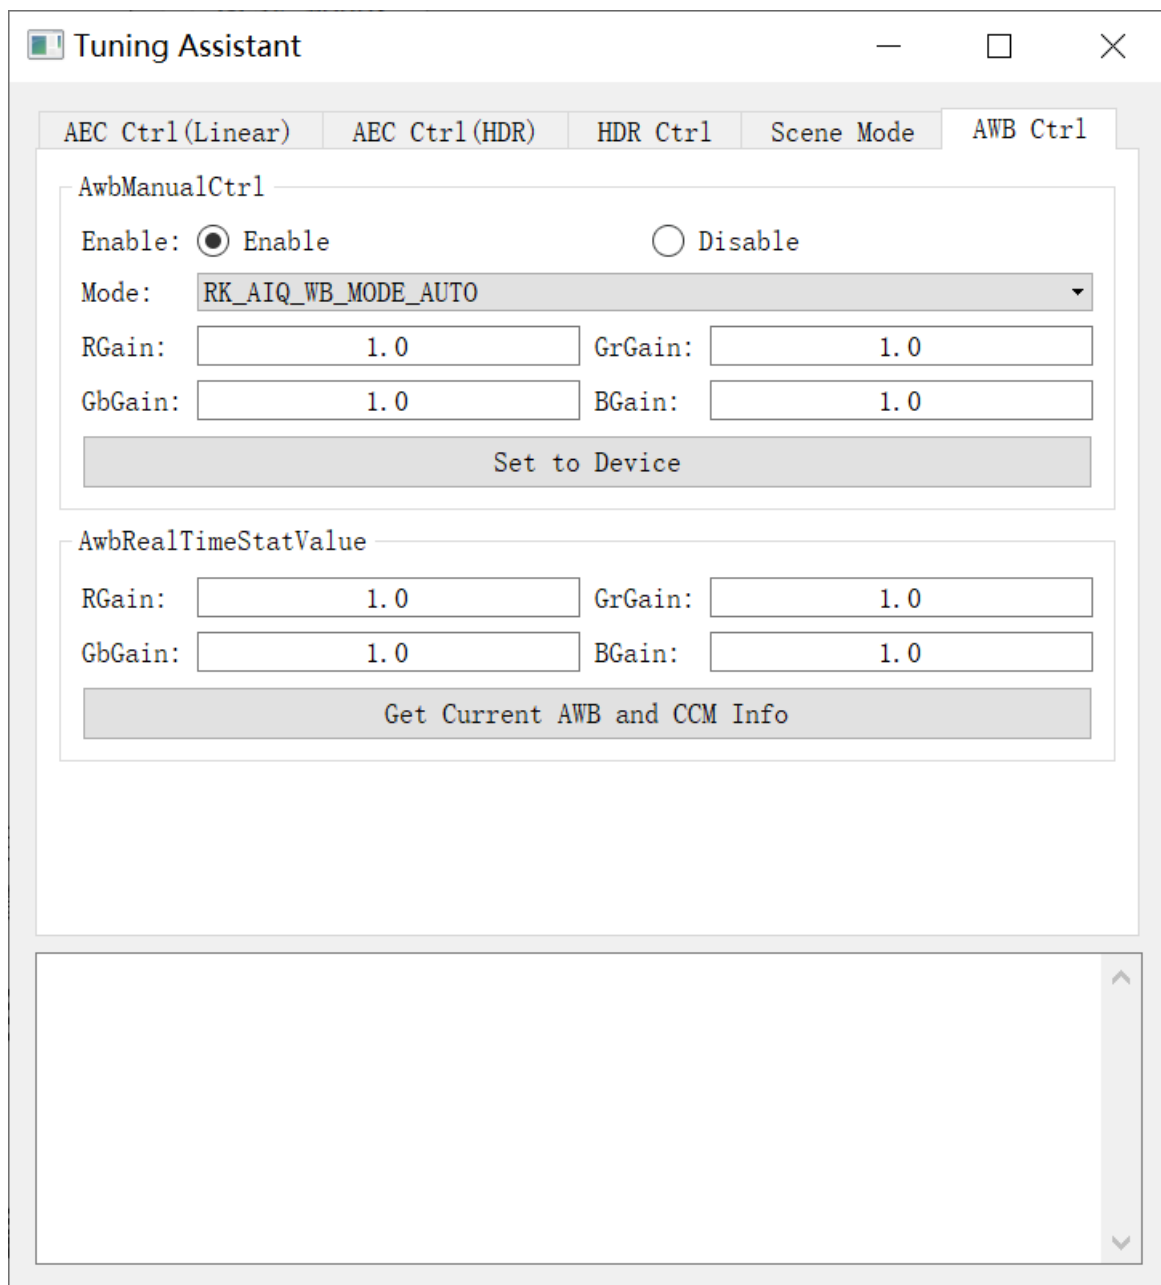 Tuning Assistant
AEC Ctrl(Linear) AEC Ctrl(HDR) HDR Ctrl Scene Mode AWB Ctrl
AwbManualCtrl
Enable: Enable Disable
Mode: RK_AIQ_WB_MODE_AUTO
RGain: 1.0 GrGain: 1.0
GbGain: 1.0 BGain: 1.0
Set to Device
AwbRealTimeStatValue
RGain: 1.0 GrGain: 1.0
GbGain: 1.0 BGain: 1.0
Get Current AWB and CCM Info